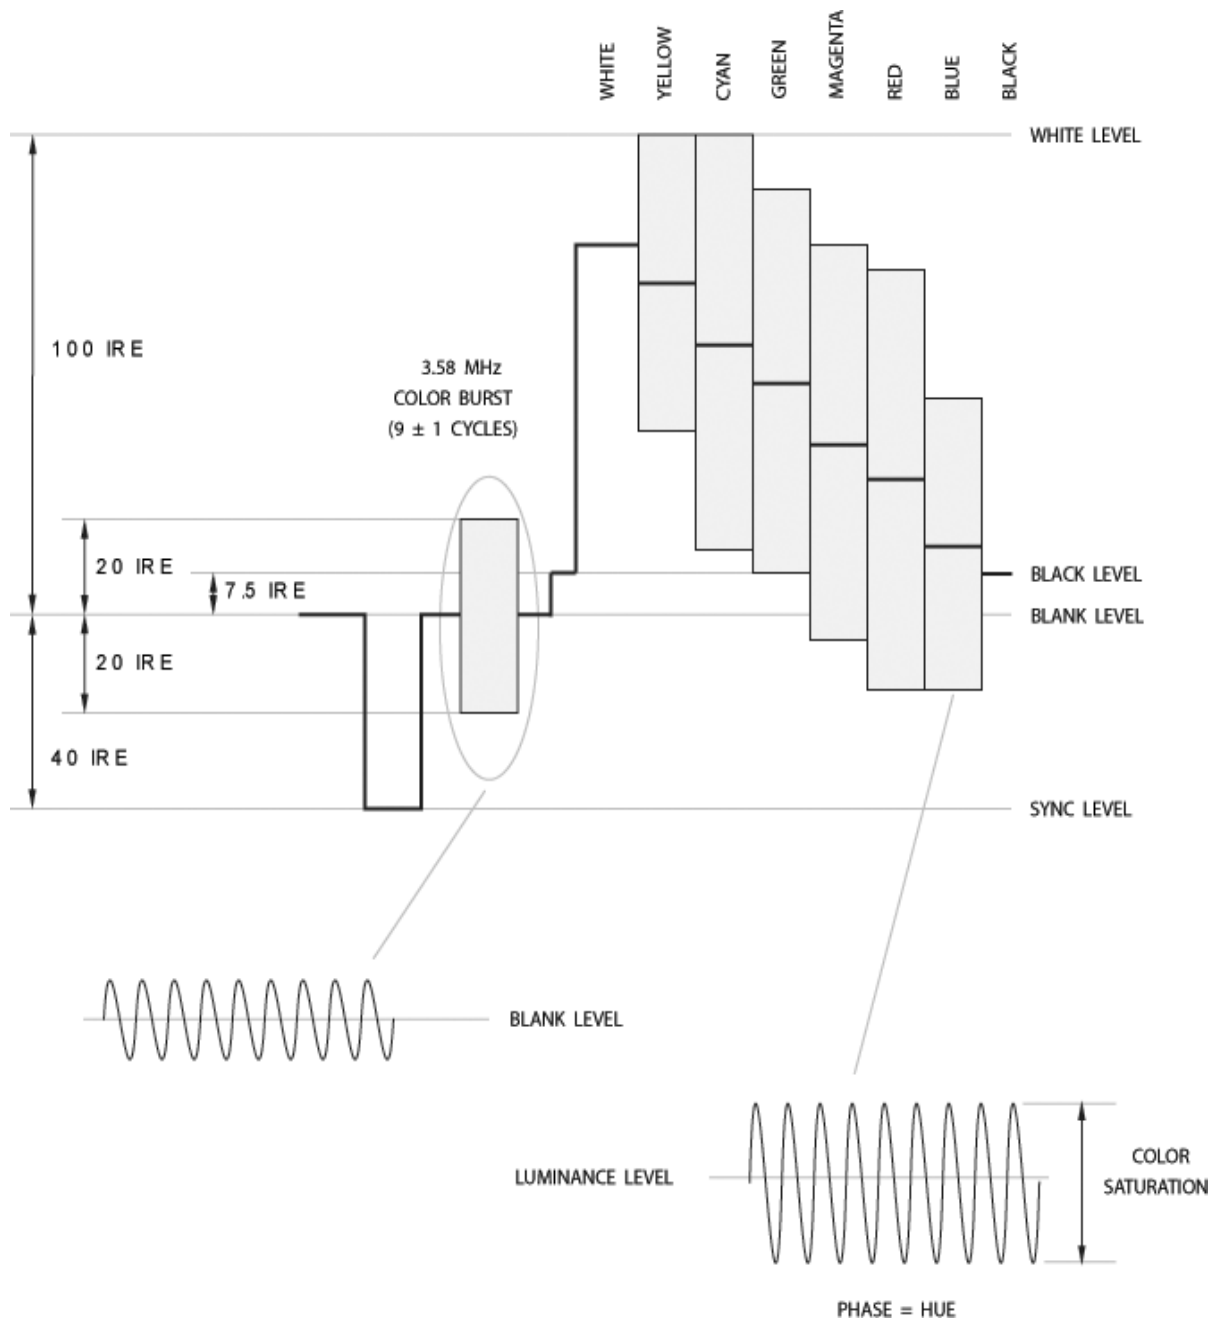 WHITE
YELLOW
CYAN
GREEN
MAGENTA
RED
BLUE
BLACK
WHITE LEVEL
100 IRE
3.58 MHz
COLOR BURST
(9 ± 1 CYCLES)
20 IRE
7.5 IRE
BLACK LEVEL
BLANK LEVEL
20 IRE
40 IRE
SYNC LEVEL
BLANK LEVEL
LUMINANCE LEVEL
COLOR
SATURATION
PHASE = HUE